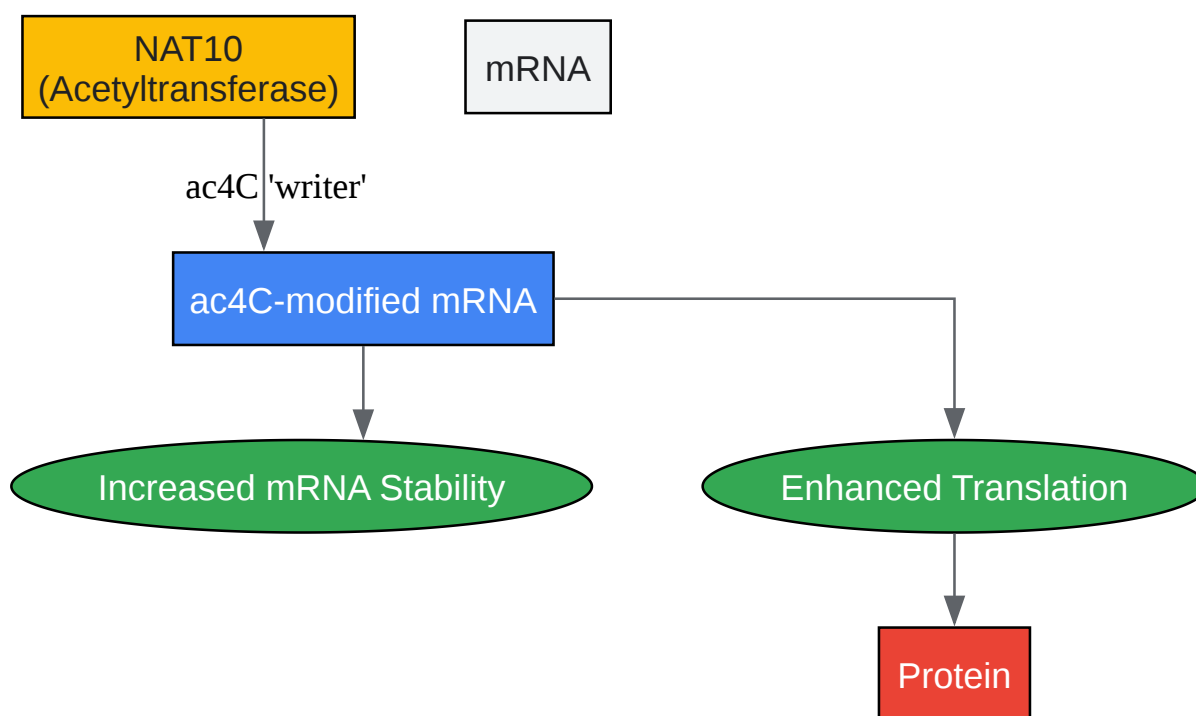 NAT10
(Acetyltransferase)
mRNA
ac4C 'writer'
ac4C-modified mRNA
Increased mRNA Stability
Enhanced Translation
Protein